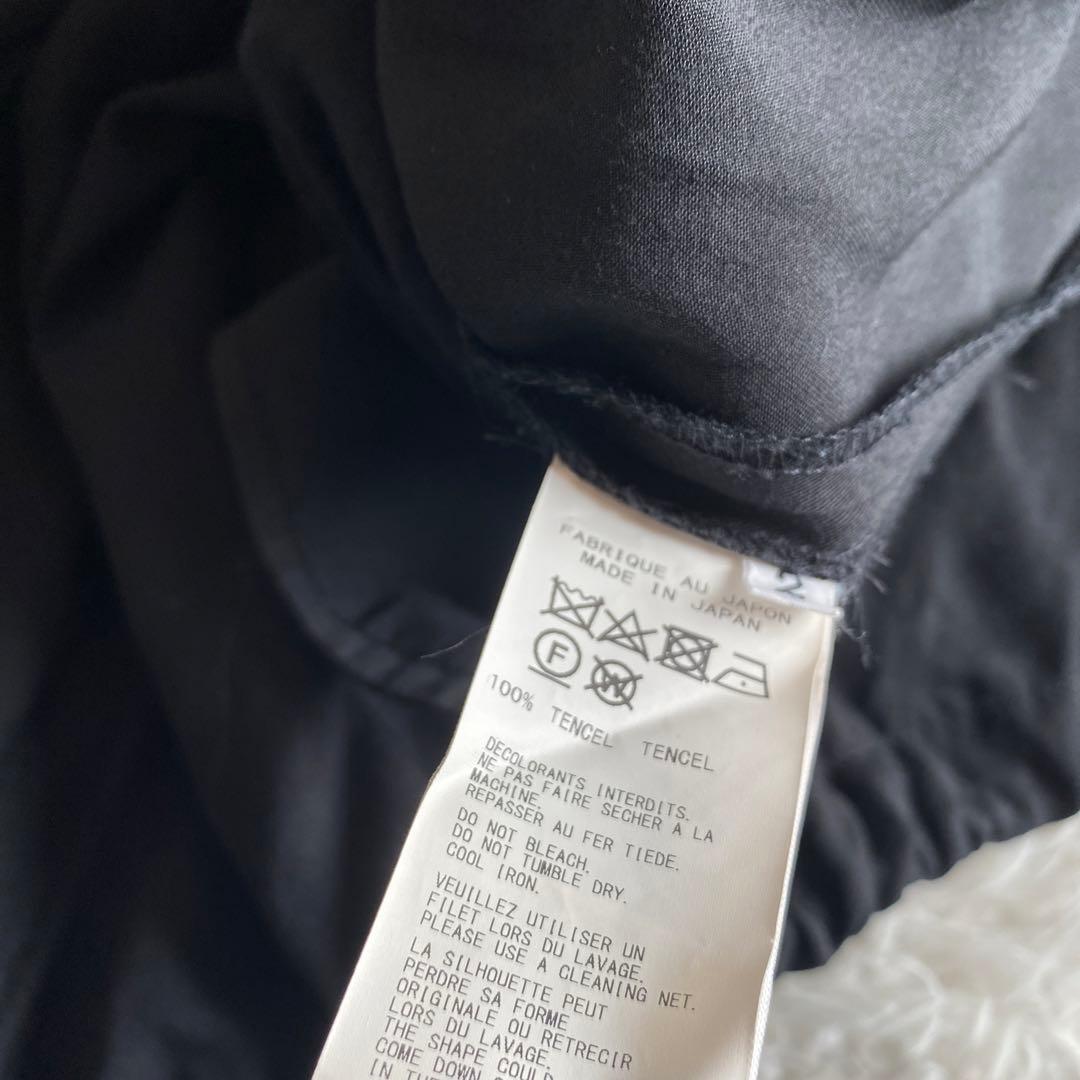 FABRIQUE AU JAPON
MADE IN JAPAN
2
F
W
100% TENCEL TENCEL
DECOLORANTS INTERDITS.
NE PAS FAIRE SECHER A LA
MACHINE.
REPASSER AU FER TIEDE.
DO NOT BLEACH.
DO NOT TUMBLE DRY.
COOL IRON.
VEUILLEZ UTILISER UN
FILET LORS DU LAVAGE.
PLEASE USE A CLEANING NET.
LA SILHOUETTE PEUT
PERDRE SA FORME
ORIGINALE OU RETRECIR
LORS DU LAVAGE.
THE SHAPE COULD
COME DOWN
IN